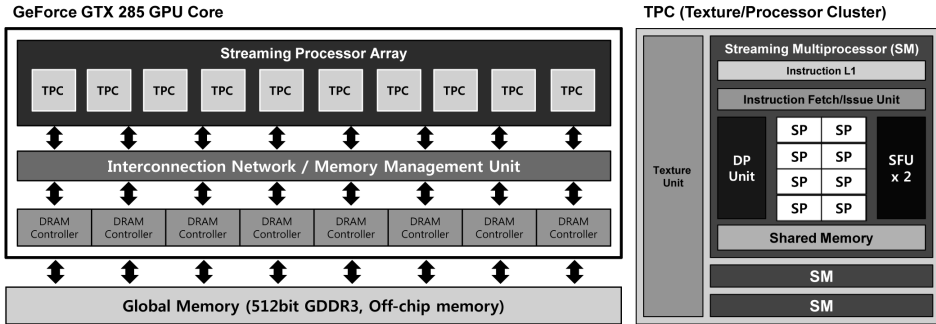 GeForce GTX 285 GPU Core
Streaming Processor Array
TPC TPC TPC TPC TPC TPC TPC TPC TPC TPC
Interconnection Network / Memory Management Unit
DRAM DRAM DRAM DRAM DRAM DRAM DRAM DRAM
Controller Controller Controller Controller Controller Controller Controller Controller
Global Memory (512bit GDDR3, Off-chip memory)
TPC (Texture/Processor Cluster)
Texture
Unit
Streaming Multiprocessor (SM)
Instruction L1
Instruction Fetch/Issue Unit
DP
Unit
SP SP
SP SP
SP SP
SP SP
SFU
x 2
Shared Memory
SM
SM